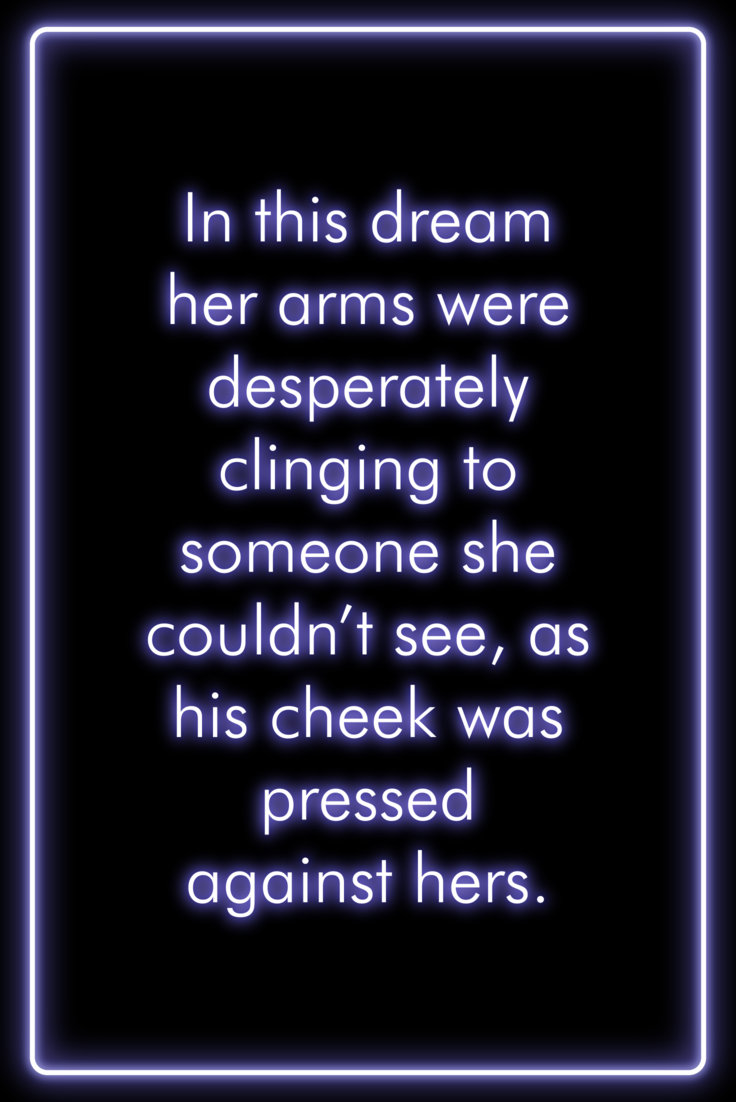 In this dream
her arms were
desperately
clinging to
someone she
couldn’t see, as
his cheek was
pressed
against hers.